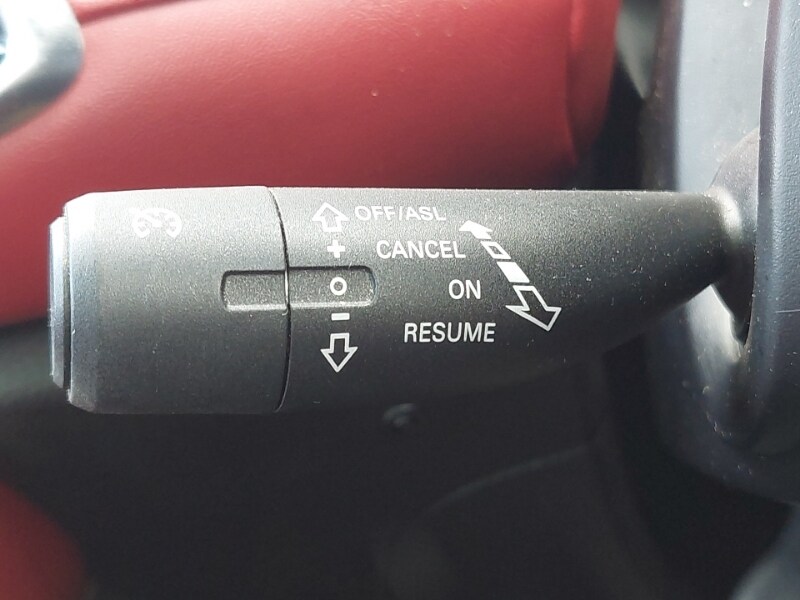 OFF/ASL
+ CANCEL
O ON
- RESUME